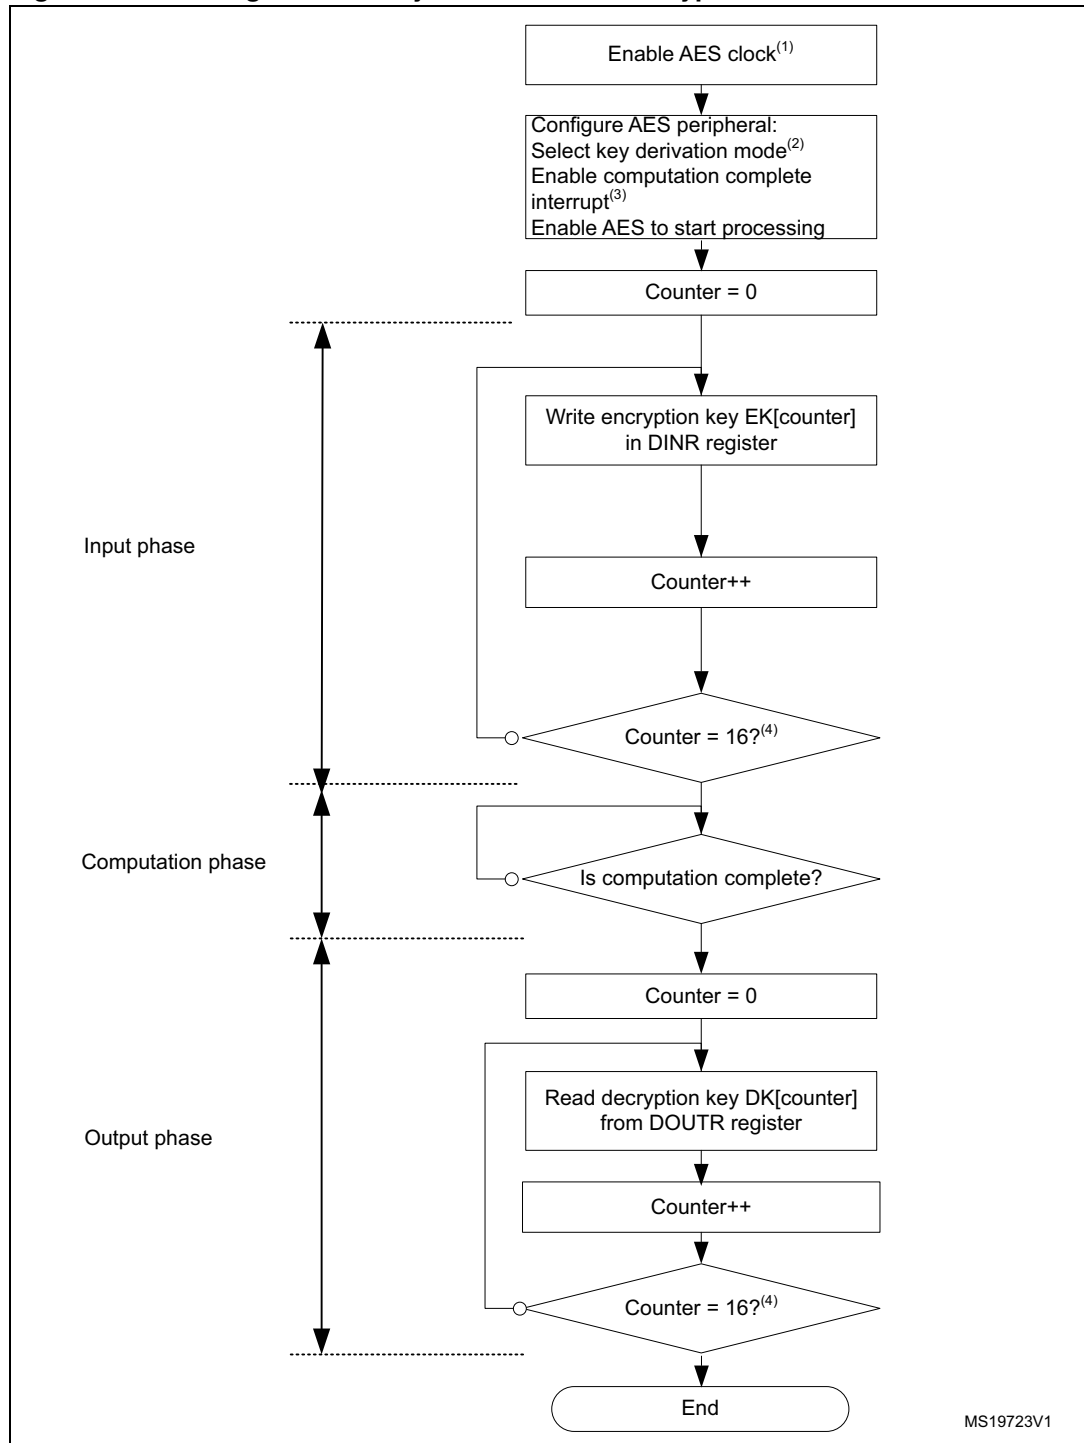 Enable AES clock(1)
Configure AES peripheral:
Select key derivation mode(2)
Enable computation complete
interrupt(3)
Enable AES to start processing
Counter = 0
Write encryption key EK[counter]
in DINR register
Input phase
Counter++
Counter = 16?(4)
Computation phase
Is computation complete?
Counter = 0
Read decryption key DK[counter]
from DOUTR register
Output phase
Counter++
Counter = 16?(4)
End
MS19723V1